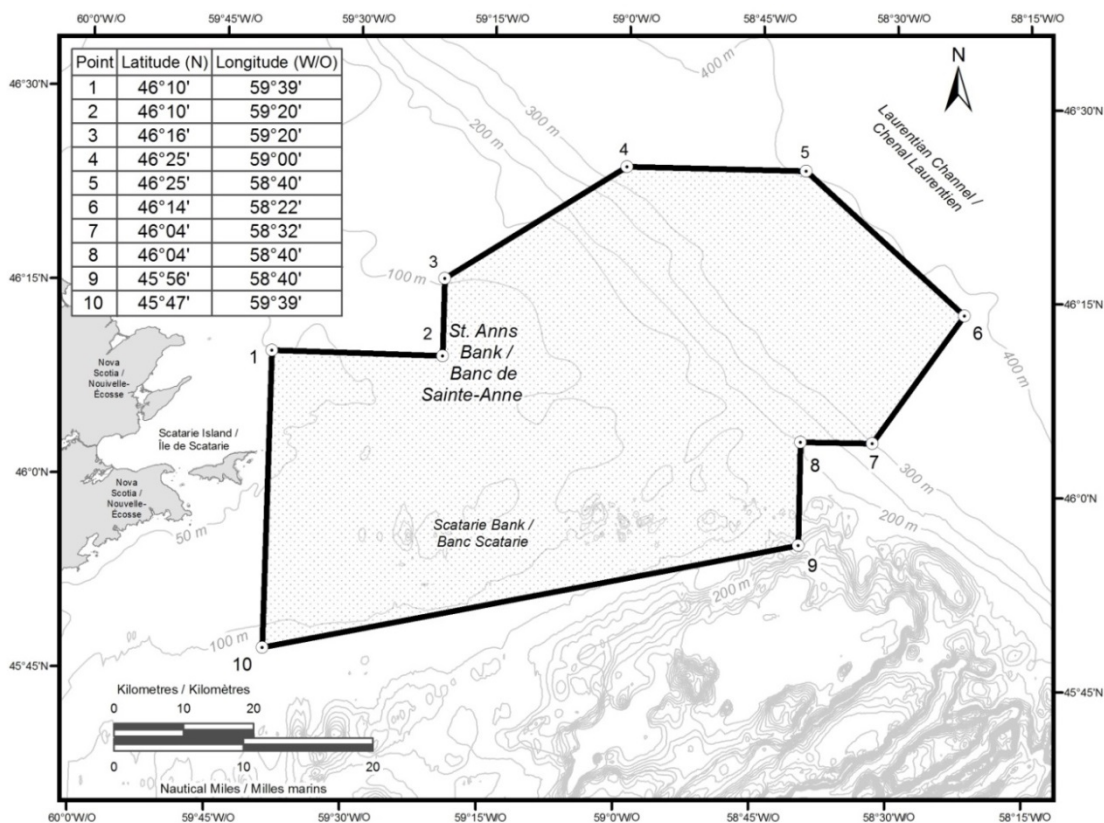 60°0'W/O 59°45'W/O 59°30'W/O 59°15'W/O 59°0'W/O 58°45'W/O 58°30'W/O 58°15'W/O
Point Latitude (N) Longitude (W/O)
1 46°10' 59°39'
2 46°10' 59°20'
3 46°16' 59°20'
4 46°25' 59°00'
5 46°25' 58°40'
6 46°14' 58°22'
7 46°04' 58°32'
8 46°04' 58°40'
9 45°56' 58°40'
10 45°47' 59°39'
N
400 m
300 m
200 m
Laurentian Channel /
Chenal Laurentien
46°30'N
46°30'N
4
5
3
46°15'N
100 m
46°15'N
6
2
1
St. Anns
Bank /
Banc de
Sainte-Anne
400 m
Nova
Scotia /
Nouivelle-
Écosse
Scatarie Island /
Île de Scatarie
8
7
46°0'N
300 m
46°0'N
Nova
Scotia /
Nouvelle-
Écosse
50 m
Scatarie Bank /
Banc Scatarie
200 m
9
200 m
100 m
10
45°45'N
45°45'N
Kilometres / Kilomètres
0 10 20
0 10 20
Nautical Miles / Milles marins
60°0'W/O 59°45'W/O 59°30'W/O 59°15'W/O 59°0'W/O 58°45'W/O 58°30'W/O 58°15'W/O